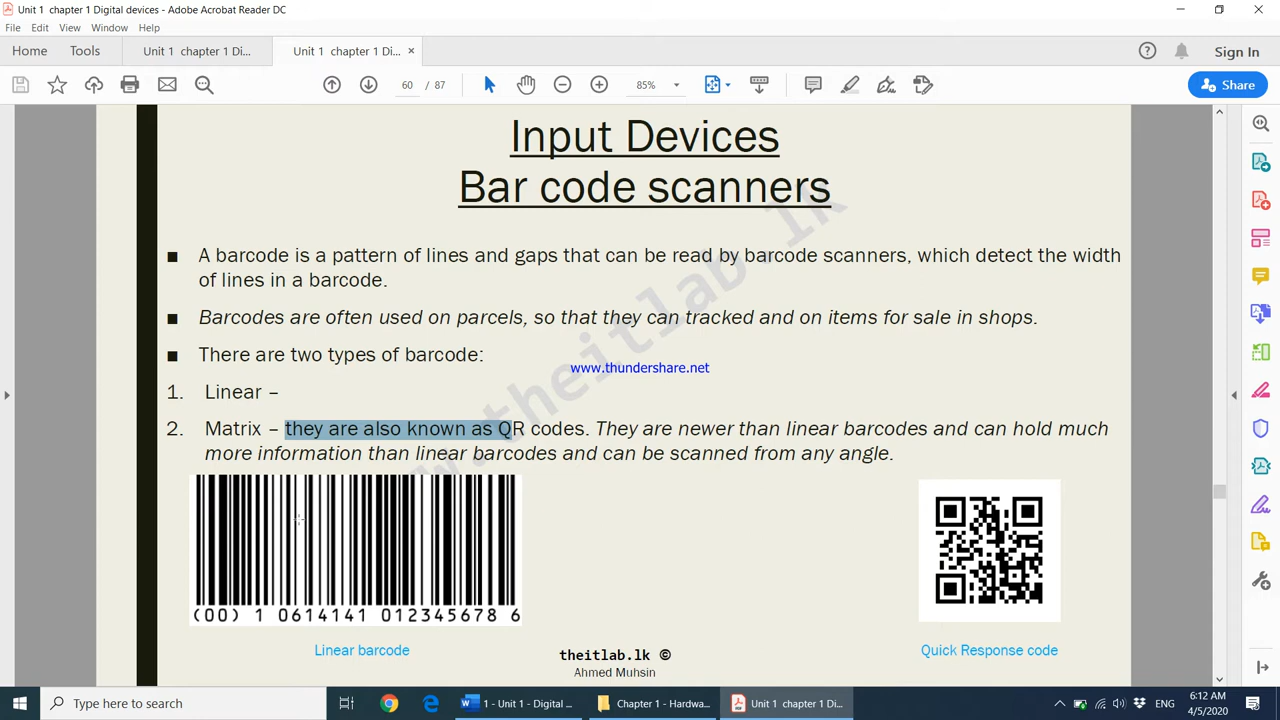 Unit 1 chapter 1 Digital devices - Adobe Acrobat Reader DC
File Edit View Window Help
Home Tools Unit 1 chapter 1 Di... Unit 1 chapter 1 Di... × Sign In
60 / 87 85% Share
Input Devices
Bar code scanners
■ A barcode is a pattern of lines and gaps that can be read by barcode scanners, which detect the width
of lines in a barcode.
■ Barcodes are often used on parcels, so that they can tracked and on items for sale in shops.
■ There are two types of barcode:
www.thundershare.net
1. Linear –
2. Matrix – they are also known as QR codes. They are newer than linear barcodes and can hold much
more information than linear barcodes and can be scanned from any angle.
(00) 1 0614141 012345678 6
Linear barcode
Quick Response code
theitlab.lk ©
Ahmed Muhsin
w.theitlab.lk
Type here to search
1 - Unit 1 - Digital ... Chapter 1 - Hardwa... Unit 1 chapter 1 Di...
ENG
6:12 AM
4/5/2020